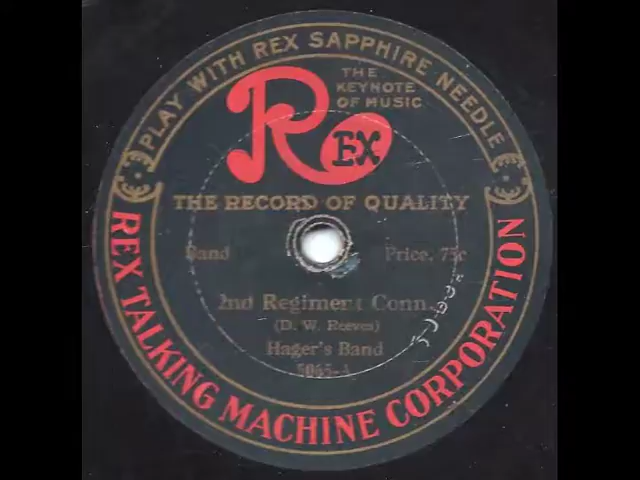 PLAY WITH REX SAPPHIRE NEEDLE
REX
THE
KEYNOTE
OF MUSIC
THE RECORD OF QUALITY
Band
Price, 75c
2nd Regiment Conn.
(D. W. Reeves)
Hager's Band
5065-A
REX TALKING MACHINE CORPORATION